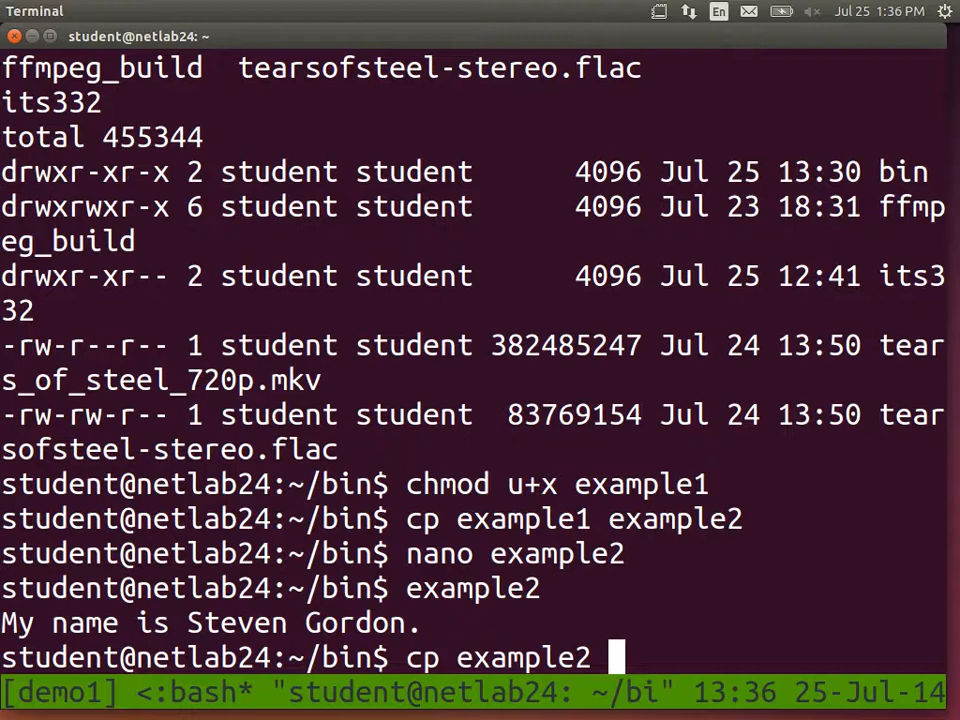 Terminal
En
Jul 25 1:36 PM
student@netlab24: ~
ffmpeg_build  tearsofsteel-stereo.flac
its332
total 455344
drwxr-xr-x 2 student student      4096 Jul 25 13:30 bin
drwxrwxr-x 6 student student      4096 Jul 23 18:31 ffmp
eg_build
drwxr-xr-- 2 student student      4096 Jul 25 12:41 its3
32
-rw-r--r-- 1 student student 382485247 Jul 24 13:50 tear
s_of_steel_720p.mkv
-rw-rw-r-- 1 student student  83769154 Jul 24 13:50 tear
sofsteel-stereo.flac
student@netlab24:~/bin$ chmod u+x example1
student@netlab24:~/bin$ cp example1 example2
student@netlab24:~/bin$ nano example2
student@netlab24:~/bin$ example2
My name is Steven Gordon.
student@netlab24:~/bin$ cp example2
[demo1] <:bash* "student@netlab24: ~/bi" 13:36 25-Jul-14